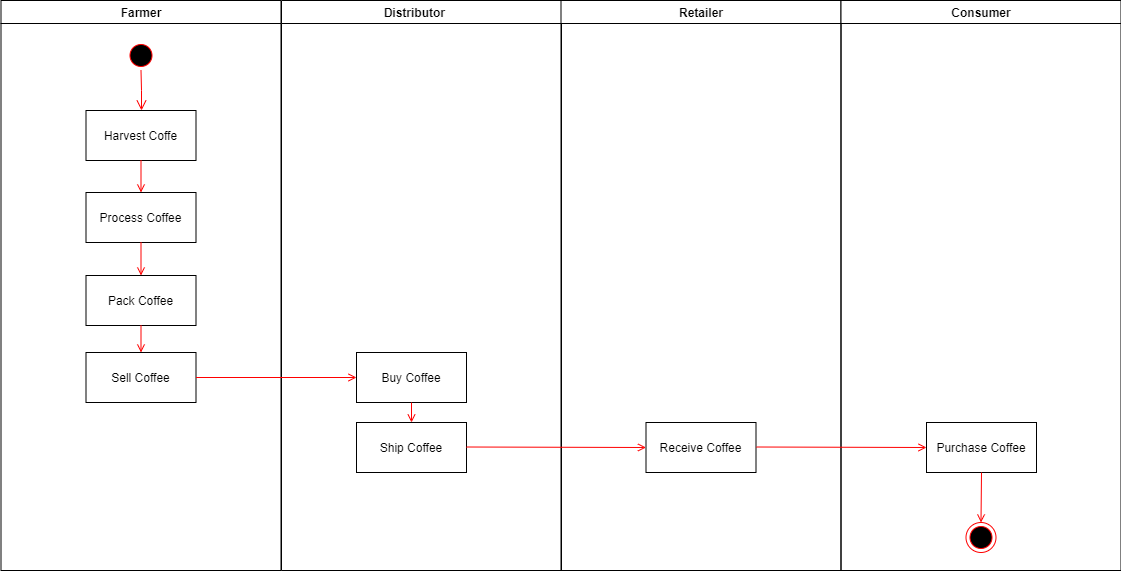 Farmer
Distributor
Retailer
Consumer
Harvest Coffe
Process Coffee
Pack Coffee
Sell Coffee
Buy Coffee
Ship Coffee
Receive Coffee
Purchase Coffee